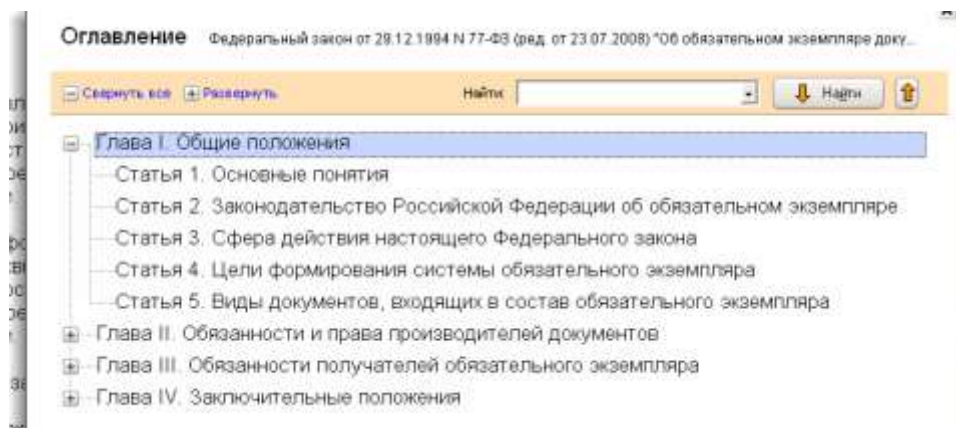 Оглавление Федеральный закон от 29.12.1994 N 77-ФЗ (ред. от 23.07.2008) "Об обязательном экземпляре доку...
Свернуть все Развернуть Найти: Найти
Глава I. Общие положения
Статья 1. Основные понятия
Статья 2. Законодательство Российской Федерации об обязательном экземпляре
Статья 3. Сфера действия настоящего Федерального закона
Статья 4. Цели формирования системы обязательного экземпляра
Статья 5. Виды документов, входящих в состав обязательного экземпляра
Глава II. Обязанности и права производителей документов
Глава III. Обязанности получателей обязательного экземпляра
Глава IV. Заключительные положения